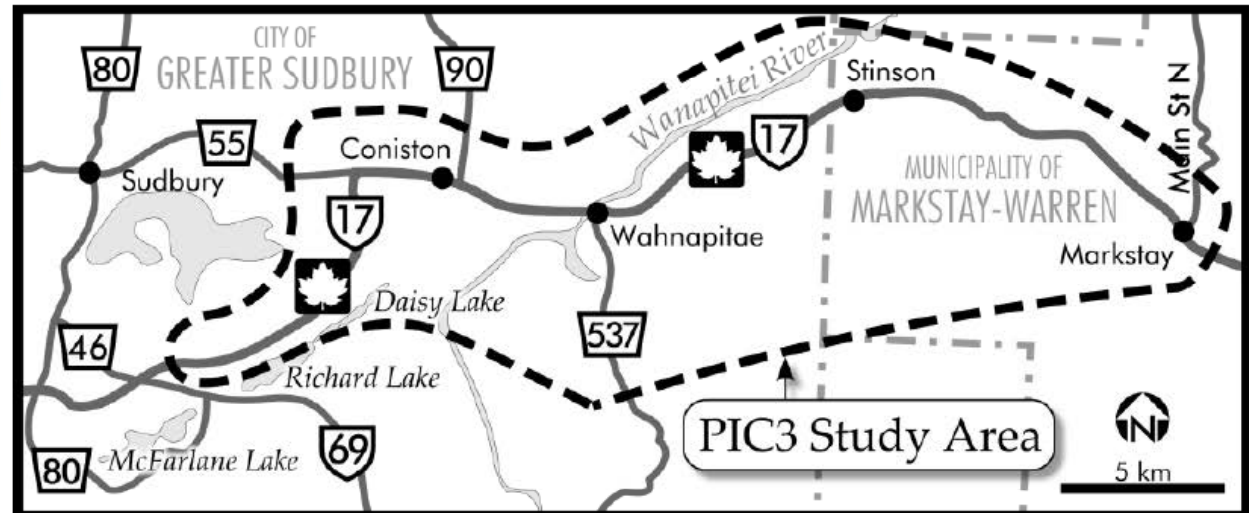 CITY OF
GREATER SUDBURY
80
90
Wanapitei River
Stinson
Main St N
55
Coniston
17
MUNICIPALITY OF
MARKSTAY-WARREN
Sudbury
17
Wahnapitae
Markstay
Daisy Lake
46
537
Richard Lake
PIC3 Study Area
N
McFarlane Lake
69
80
5 km